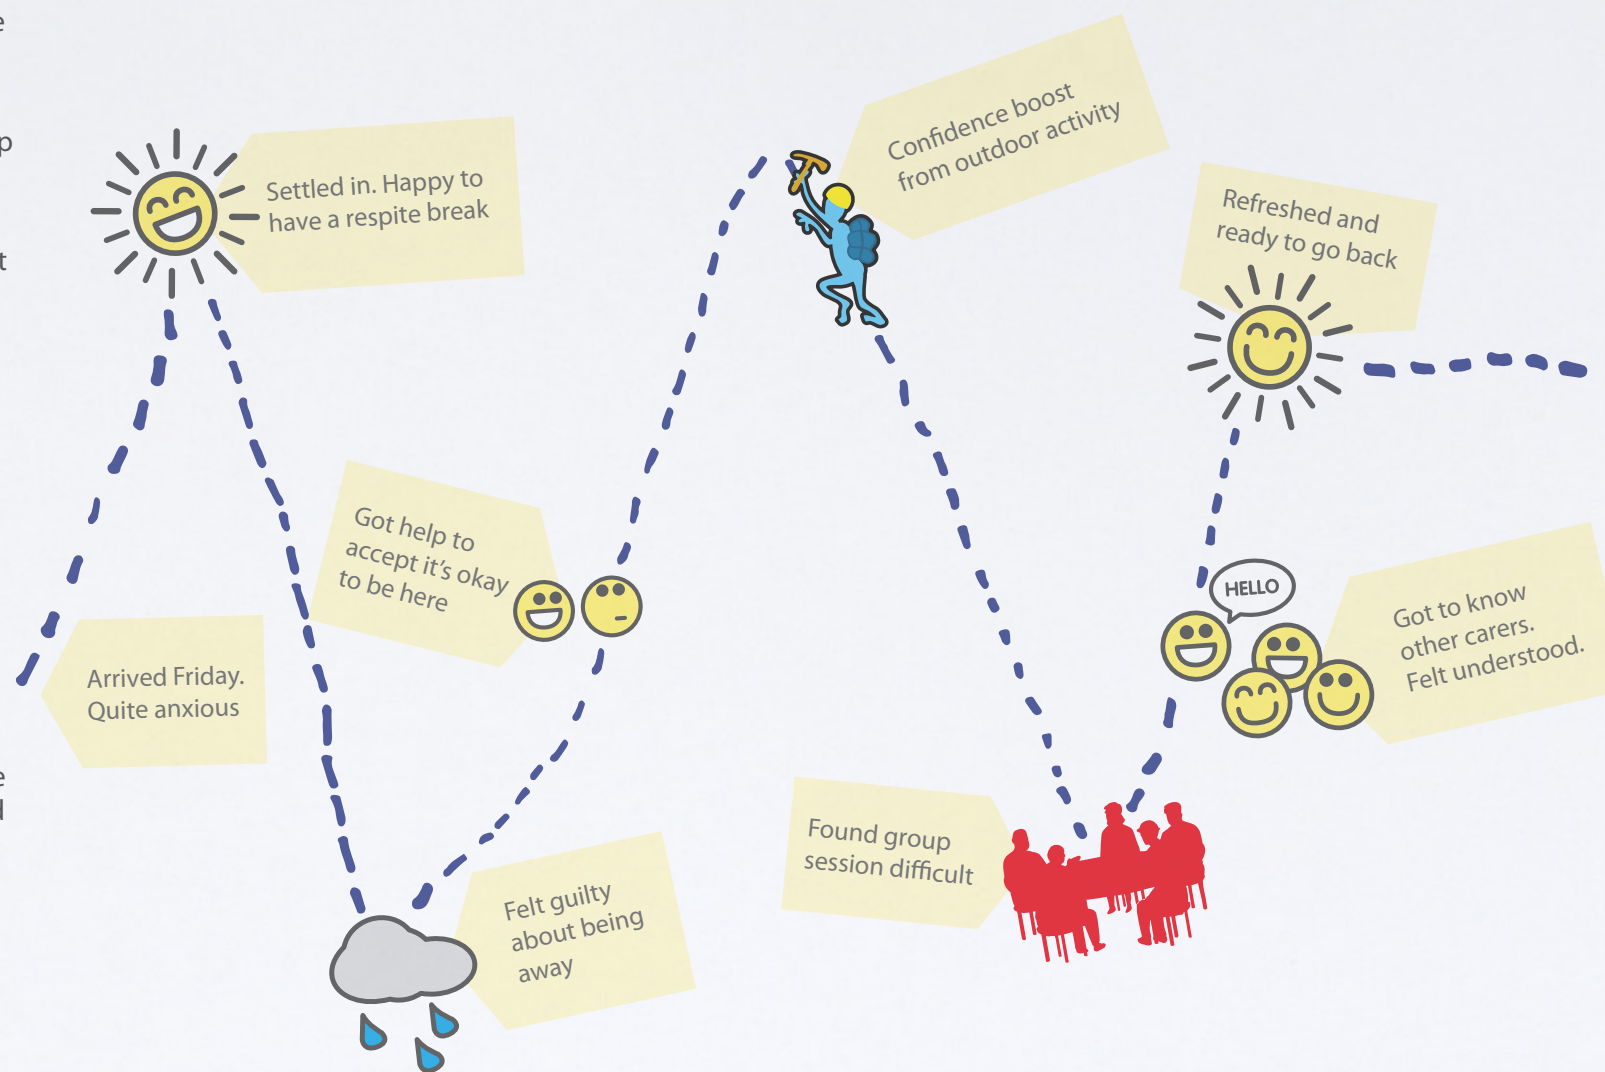 e
p
t
e
d
Settled in. Happy to
have a respite break
Arrived Friday.
Quite anxious
Got help to
accept it’s okay
to be here
Felt guilty
about being
away
Confidence boost
from outdoor activity
Found group
session difficult
HELLO
Got to know
other carers.
Felt understood.
Refreshed and
ready to go back